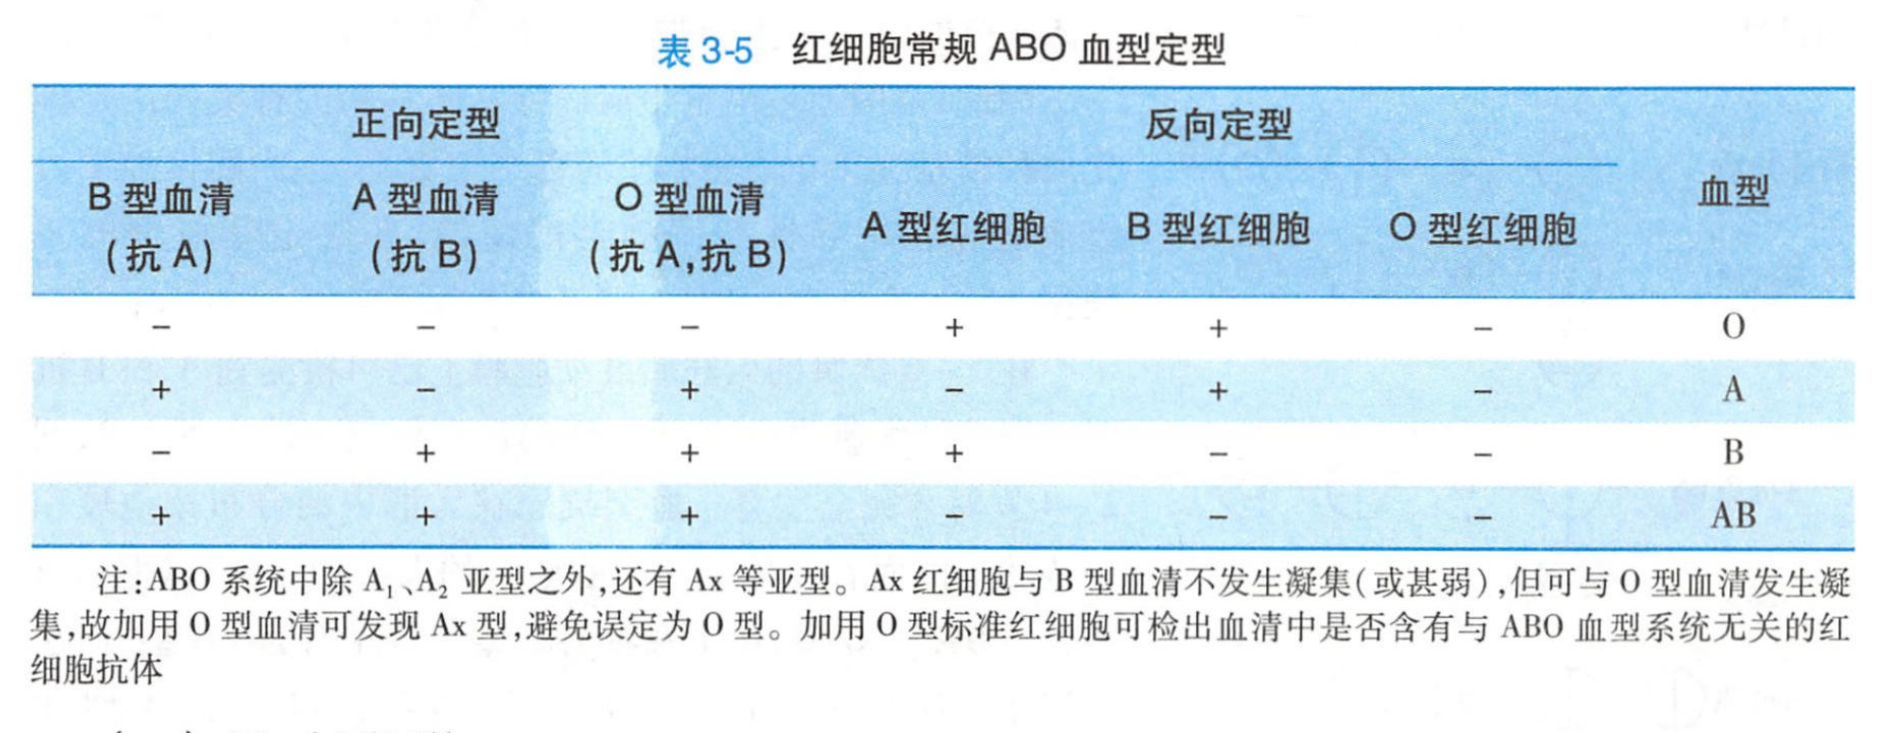 表 3-5 红细胞常规 ABO 血型定型
正向定型 反向定型 血型
B 型血清 A 型血清 O 型血清 A 型红细胞 B 型红细胞 O 型红细胞
(抗 A) (抗 B) (抗 A,抗 B)
− − − + + − O
+ − + − + − A
− + + + − − B
+ + + − − − AB
注:ABO 系统中除 A₁、A₂ 亚型之外,还有 Ax 等亚型。Ax 红细胞与 B 型血清不发生凝集(或甚弱),但可与 O 型血清发生凝
集,故加用 O 型血清可发现 Ax 型,避免误定为 O 型。加用 O 型标准红细胞可检出血清中是否含有与 ABO 血型系统无关的红
细胞抗体